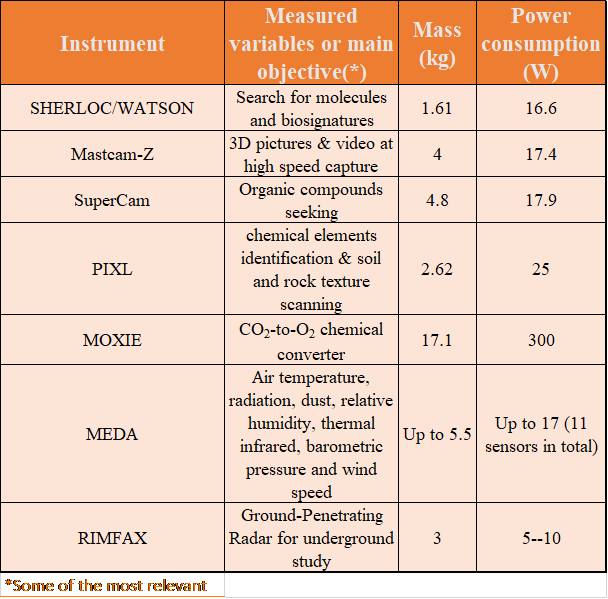 Instrument
Measured
variables or main
objective(*)
Mass
(kg)
Power
consumption
(W)
SHERLOC/WATSON
Search for molecules
and biosignatures
1.61
16.6
Mastcam-Z
3D pictures & video at
high speed capture
4
17.4
SuperCam
Organic compounds
seeking
4.8
17.9
PIXL
chemical elements
identification & soil
and rock texture
scanning
2.62
25
MOXIE
CO₂-to-O₂ chemical
converter
17.1
300
MEDA
Air temperature,
radiation, dust, relative
humidity, thermal
infrared, barometric
pressure and wind
speed
Up to 5.5
Up to 17 (11
sensors in total)
RIMFAX
Ground-Penetrating
Radar for underground
study
3
5--10
*Some of the most relevant